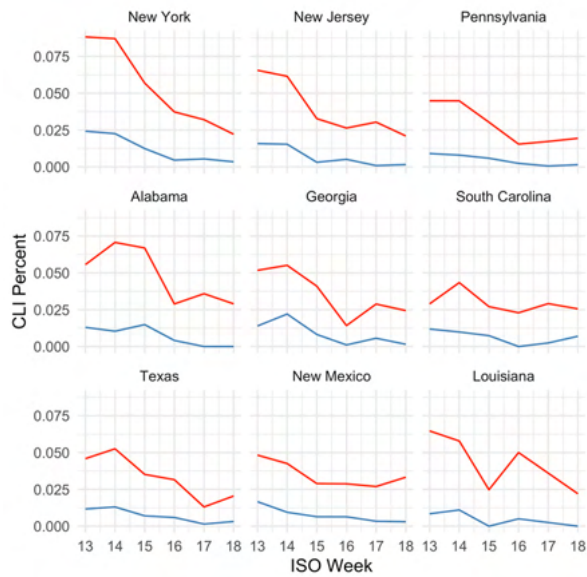 New York New Jersey Pennsylvania
0.075
0.050
0.025
0.000
Alabama Georgia South Carolina
0.075
0.050
0.025
0.000
Texas New Mexico Louisiana
0.075
0.050
0.025
0.000
13 14 15 16 17 18 13 14 15 16 17 18 13 14 15 16 17 18
CLI Percent
ISO Week